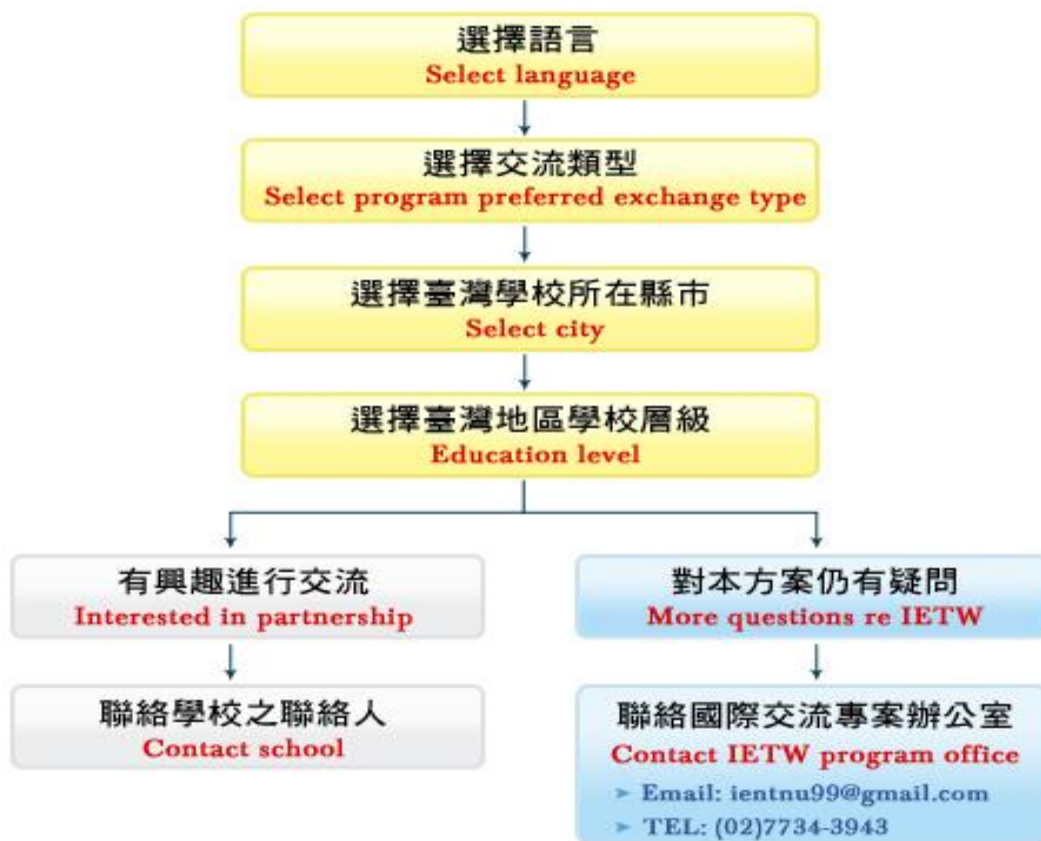 選擇語言
Select language
選擇交流類型
Select program preferred exchange type
選擇臺灣學校所在縣市
Select city
選擇臺灣地區學校層級
Education level
有興趣進行交流
Interested in partnership
聯絡學校之聯絡人
Contact school
對本方案仍有疑問
More questions re IETW
聯絡國際交流專案辦公室
Contact IETW program office
➤ Email: ientnu99@gmail.com
➤ TEL: (02)7734-3943